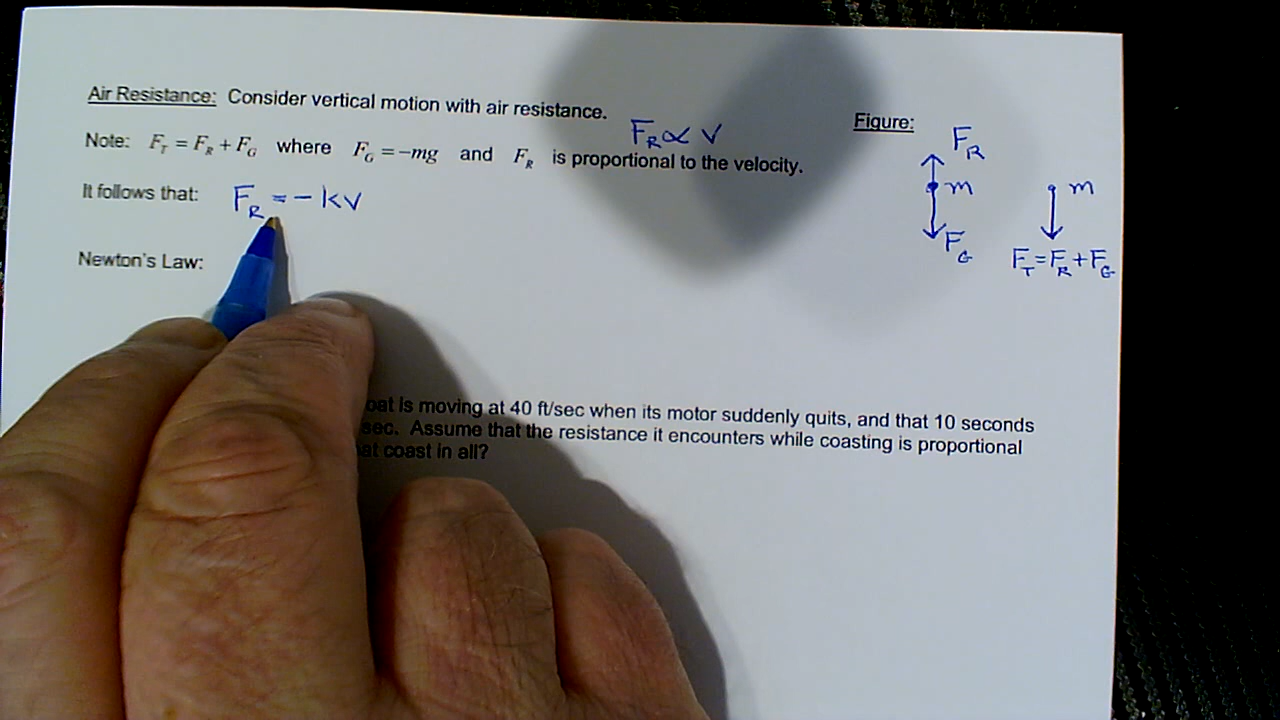 Air Resistance: Consider vertical motion with air resistance.
F_R ∝ V
Note: F_T = F_R + F_G where F_G = −mg and F_R is proportional to the velocity.
It follows that: F_R = − kv
Newton's Law:
Figure:
F_R
m
F_G
m
F_T = F_R + F_G
is moving at 40 ft/sec when its motor suddenly quits, and that 10 seconds
sec. Assume that the resistance it encounters while coasting is proportional
coast in all?